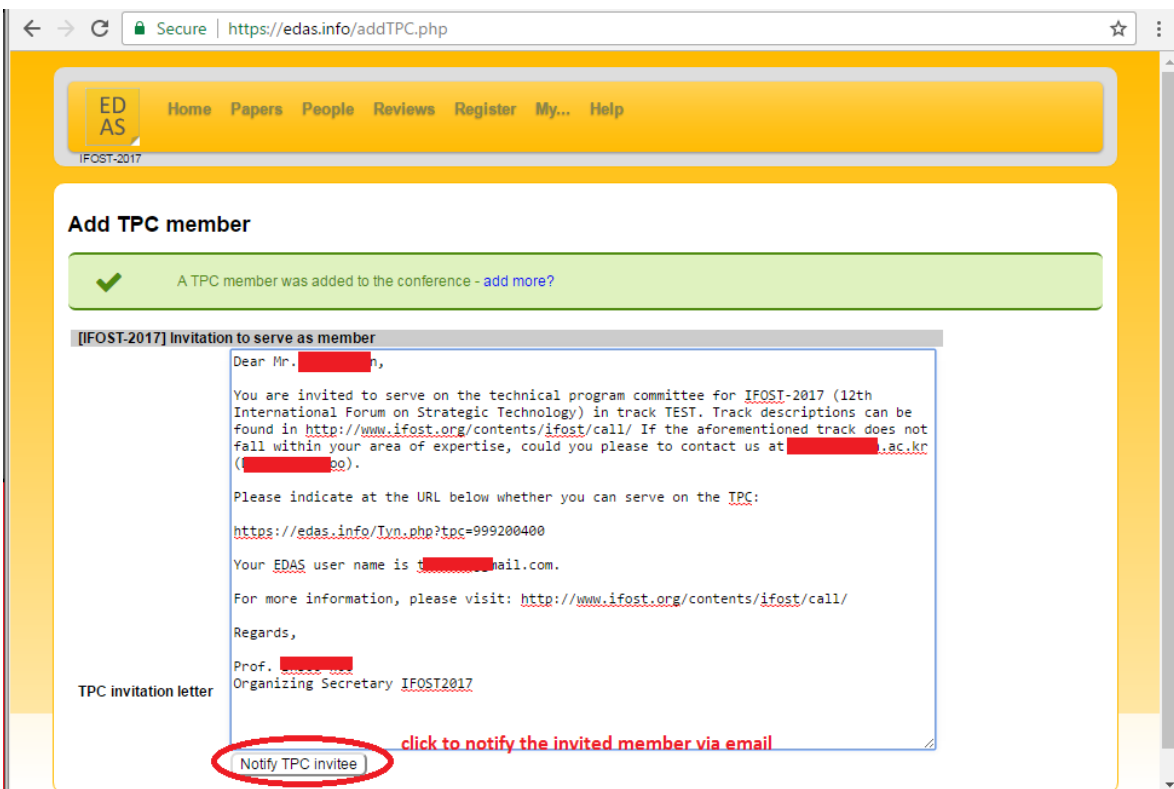 Secure | https://edas.info/addTPC.php
ED
AS
Home Papers People Reviews Register My... Help
IFOST-2017
Add TPC member
A TPC member was added to the conference - add more?
[IFOST-2017] Invitation to serve as member
Dear Mr. n,
You are invited to serve on the technical program committee for IFOST-2017 (12th
International Forum on Strategic Technology) in track TEST. Track descriptions can be
found in http://www.ifost.org/contents/ifost/call/ If the aforementioned track does not
fall within your area of expertise, could you please to contact us at .ac.kr
( oo).
Please indicate at the URL below whether you can serve on the TPC:
https://edas.info/Tyn.php?tpc=999200400
Your EDAS user name is t mail.com.
For more information, please visit: http://www.ifost.org/contents/ifost/call/
Regards,
Prof.
Organizing Secretary IFOST2017
TPC invitation letter
click to notify the invited member via email
Notify TPC invitee